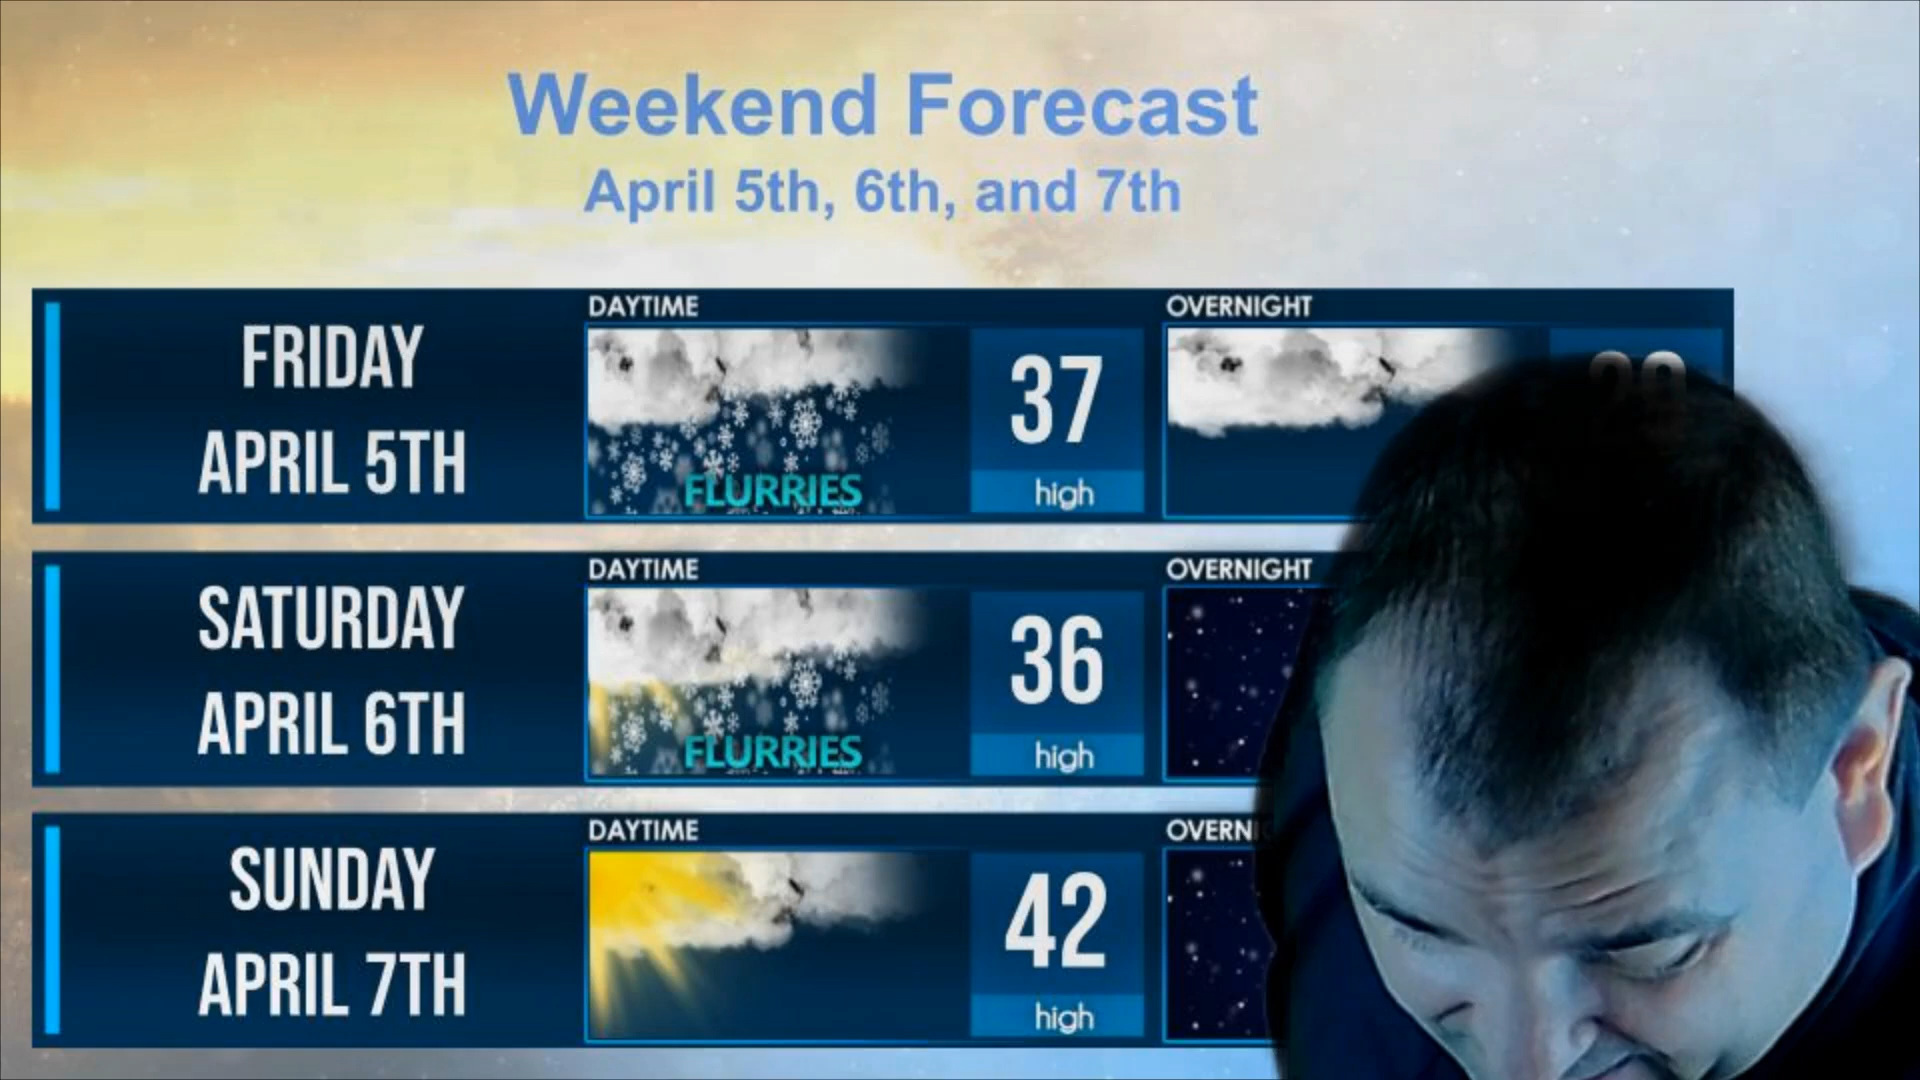 Weekend Forecast
April 5th, 6th, and 7th
DAYTIME
OVERNIGHT
FRIDAY
APRIL 5TH
FLURRIES
37
high
DAYTIME
OVERNIGHT
SATURDAY
APRIL 6TH
FLURRIES
36
high
DAYTIME
SUNDAY
APRIL 7TH
42
high